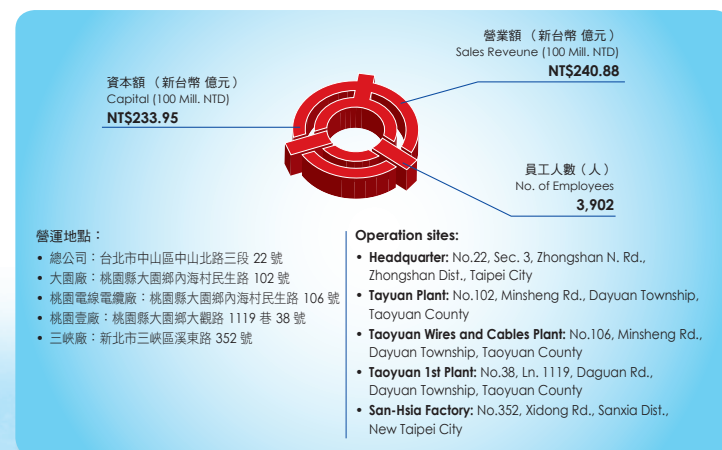 營業額（新台幣 億元）
Sales Reveune (100 Mill. NTD)
NT$240.88
資本額（新台幣 億元）
Capital (100 Mill. NTD)
NT$233.95
員工人數（人）
No. of Employees
3,902
營運地點：
• 總公司：台北市中山區中山北路三段 22 號
• 大園廠：桃園縣大園鄉內海村民生路 102 號
• 桃園電線電纜廠：桃園縣大園鄉內海村民生路 106 號
• 桃園壹廠：桃園縣大園鄉大觀路 1119 巷 38 號
• 三峽廠：新北市三峽區溪東路 352 號
Operation sites:
• Headquarter: No.22, Sec. 3, Zhongshan N. Rd.,
Zhongshan Dist., Taipei City
• Tayuan Plant: No.102, Minsheng Rd., Dayuan Township,
Taoyuan County
• Taoyuan Wires and Cables Plant: No.106, Minsheng Rd.,
Dayuan Township, Taoyuan County
• Taoyuan 1st Plant: No.38, Ln. 1119, Daguan Rd.,
Dayuan Township, Taoyuan County
• San-Hsia Factory: No.352, Xidong Rd., Sanxia Dist.,
New Taipei City